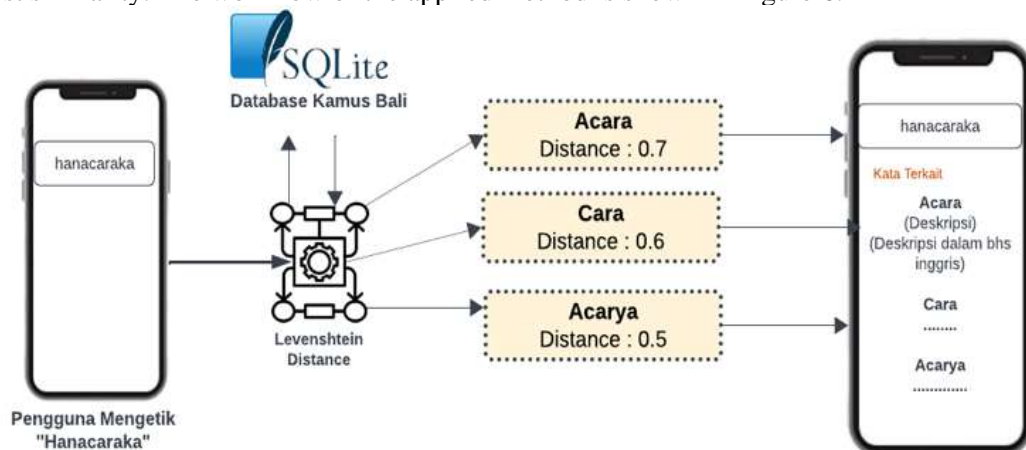 SQLite
Database Kamus Bali
hanacaraka
Pengguna Mengetik
"Hanacaraka"
Levenshtein
Distance
Acara
Distance : 0.7
Cara
Distance : 0.6
Acarya
Distance : 0.5
hanacaraka
Kata Terkait
Acara
(Deskripsi)
(Deskripsi dalam bhs
inggris)
Cara
........
Acarya
.............